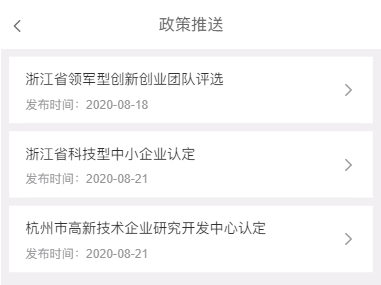 政策推送
浙江省领军型创新创业团队评选
发布时间：2020-08-18
浙江省科技型中小企业认定
发布时间：2020-08-21
杭州市高新技术企业研究开发中心认定
发布时间：2020-08-21